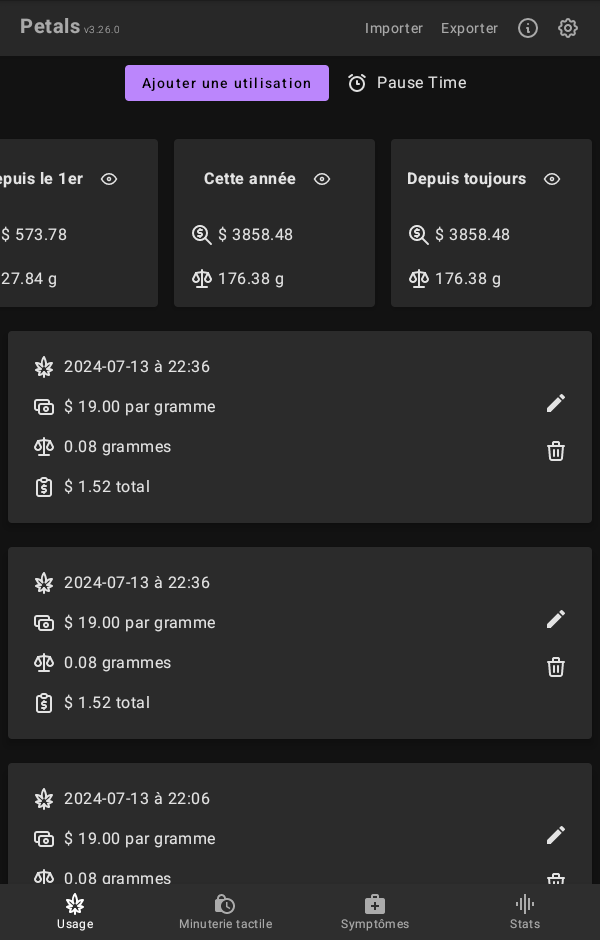 Petals v3.26.0
Importer Exporter
Ajouter une utilisation Pause Time
epuis le 1er Cette année Depuis toujours
$ 573.78 $ 3858.48 $ 3858.48
27.84 g 176.38 g 176.38 g
2024-07-13 à 22:36
$ 19.00 par gramme
0.08 grammes
$ 1.52 total
2024-07-13 à 22:36
$ 19.00 par gramme
0.08 grammes
$ 1.52 total
2024-07-13 à 22:06
$ 19.00 par gramme
0.08 grammes
Usage Minuterie tactile Symptômes Stats